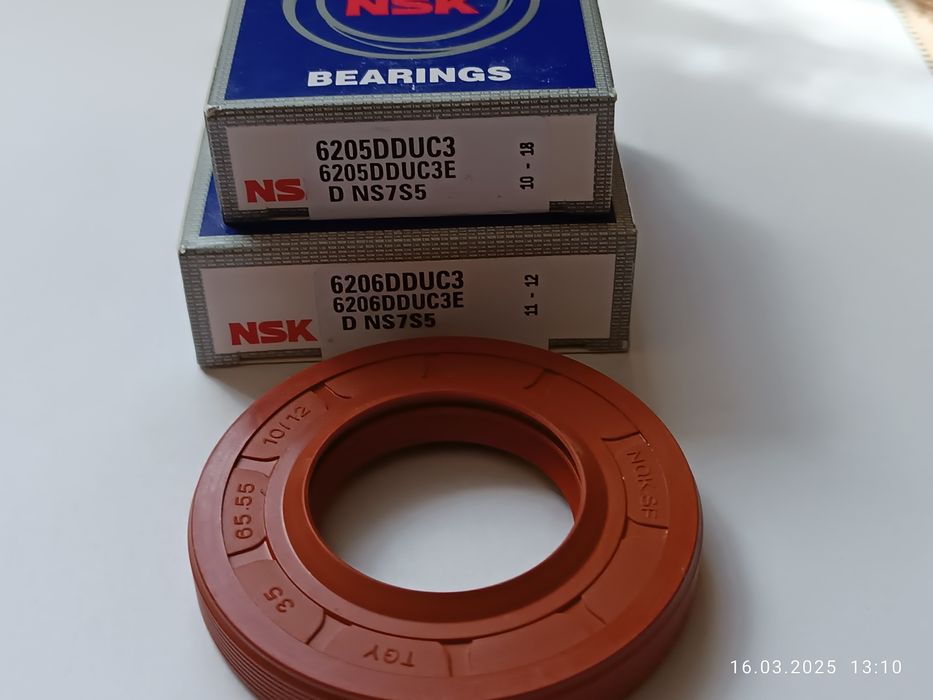 NSK
BEARINGS
6205DDUC3
6205DDUC3E
D NS7S5
10 - 18
NS
6206DDUC3
6206DDUC3E
D NS7S5
11 - 12
NSK
10/12
65.55
35
TGY
NQK.SF
16.03.2025 13:10